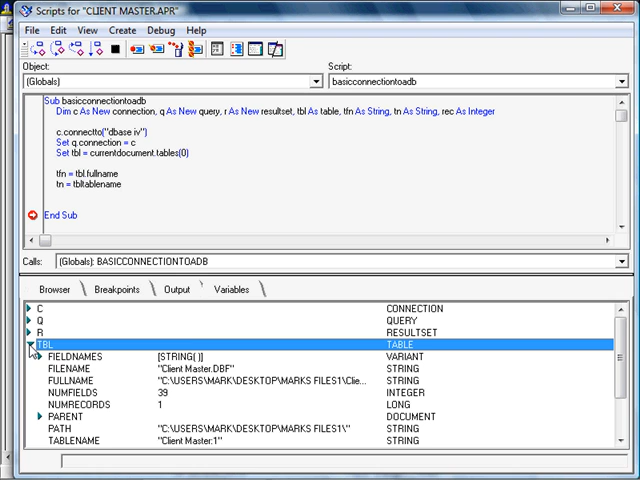 Scripts for "CLIENT MASTER.APR"
File Edit View Create Debug Help
Object:
Script:
(Globals)
basicconnectiontoadb
Sub basicconnectiontoadb
Dim c As New connection, q As New query, r As New resultset, tbl As table, tfn As String, tn As String, rec As Integer
c.connectto("dbase iv")
Set q.connection = c
Set tbl = currentdocument.tables(0)
tfn = tbl.fullname
tn = tbltablename
End Sub
Calls: (Globals): BASICCONNECTIONTOADB
Browser Breakpoints Output Variables
C CONNECTION
Q QUERY
R RESULTSET
TBL TABLE
FIELDNAMES [STRING( )] VARIANT
FILENAME "Client Master.DBF" STRING
FULLNAME "C:\USERS\MARK\DESKTOP\MARKS FILES1\Clie... STRING
NUMFIELDS 39 INTEGER
NUMRECORDS 1 LONG
PARENT DOCUMENT
PATH "C:\USERS\MARK\DESKTOP\MARKS FILES1\" STRING
TABLENAME "Client Master:1" STRING